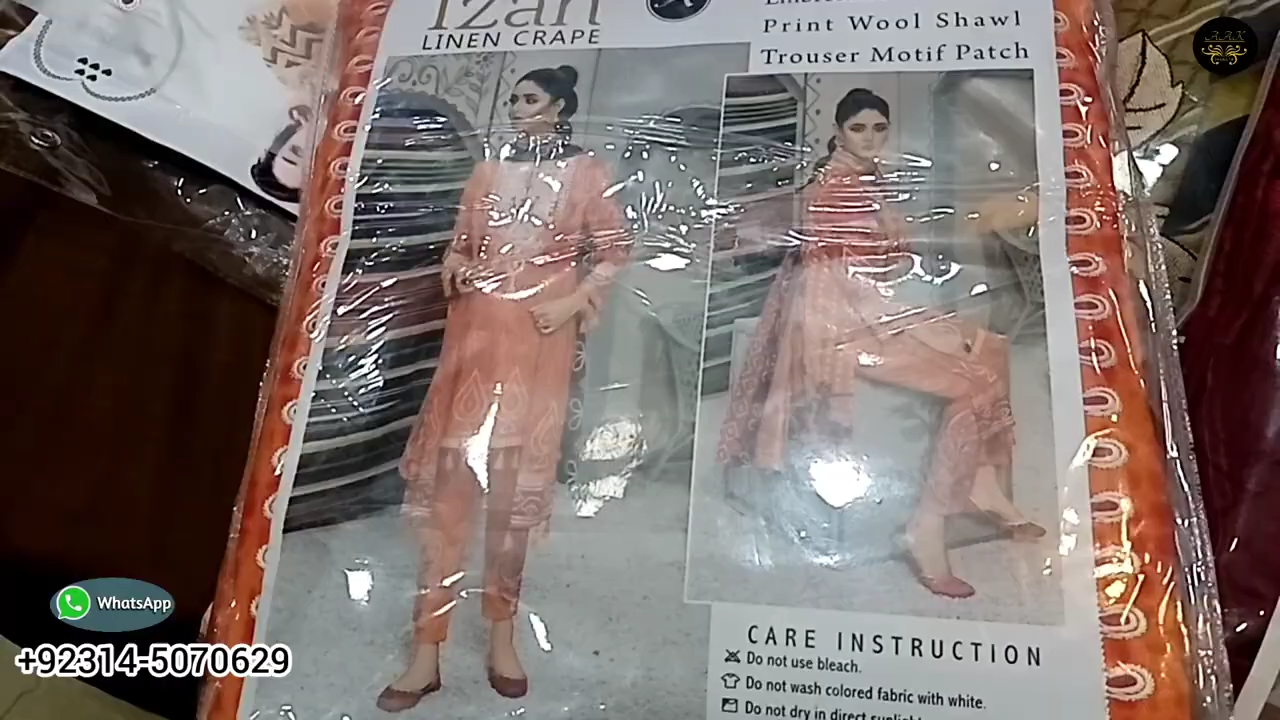 Izan
LINEN CRAPE
Print Wool Shawl
Trouser Motif Patch
CARE INSTRUCTION
Do not use bleach.
Do not wash colored fabric with white.
Do not dry in direct
WhatsApp
+92314-5070629
AAK